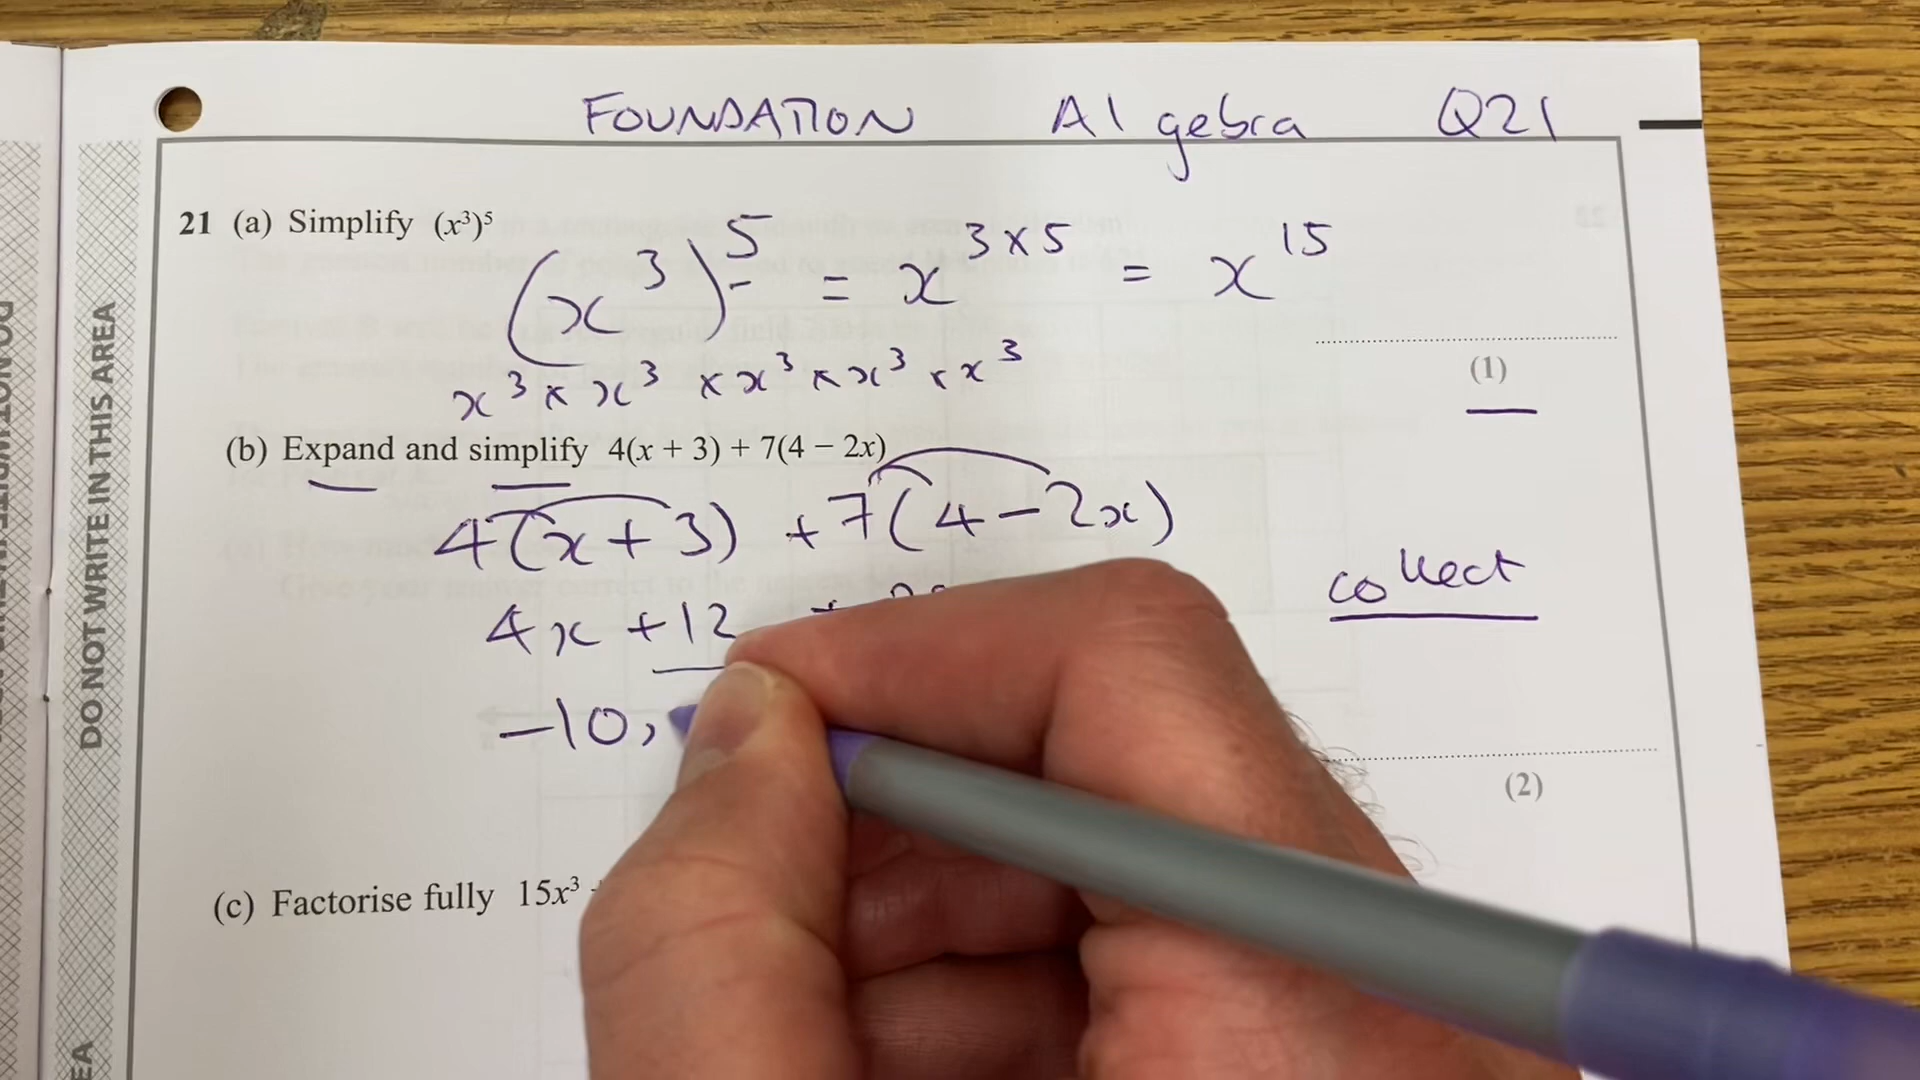 FOUNDATION Algebra Q21
21 (a) Simplify (x³)⁵
(x³)⁵ = x³ˣ⁵ = x¹⁵
x³ × x³ × x³ × x³ × x³
(1)
(b) Expand and simplify 4(x + 3) + 7(4 − 2x)
4(x + 3) + 7(4 − 2x)
collect
4x + 12 +
−10
(2)
(c) Factorise fully 15x³
DO NOT WRITE IN THIS AREA